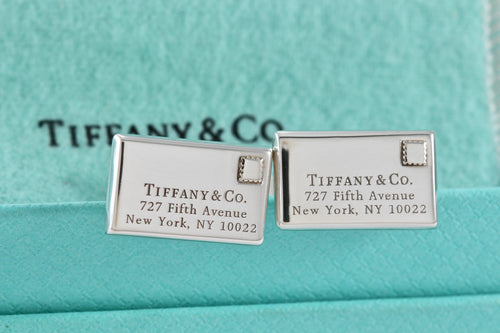 TIFFANY & CO.
TIFFANY & CO.
727 Fifth Avenue
New York, NY 10022
TIFFANY & CO.
727 Fifth Avenue
New York, NY 10022